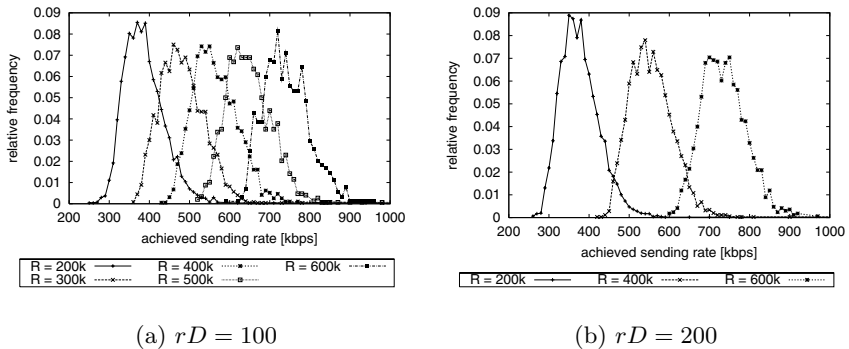 0.09
0.08
0.07
0.06
0.05
0.04
0.03
0.02
0.01
0
relative frequency
200 300 400 500 600 700 800 900 1000
achieved sending rate [kbps]
R = 200k R = 400k R = 600k
R = 300k R = 500k
(a) rD = 100
0.09
0.08
0.07
0.06
0.05
0.04
0.03
0.02
0.01
0
relative frequency
200 300 400 500 600 700 800 900 1000
achieved sending rate [kbps]
R = 200k R = 400k R = 600k
(b) rD = 200